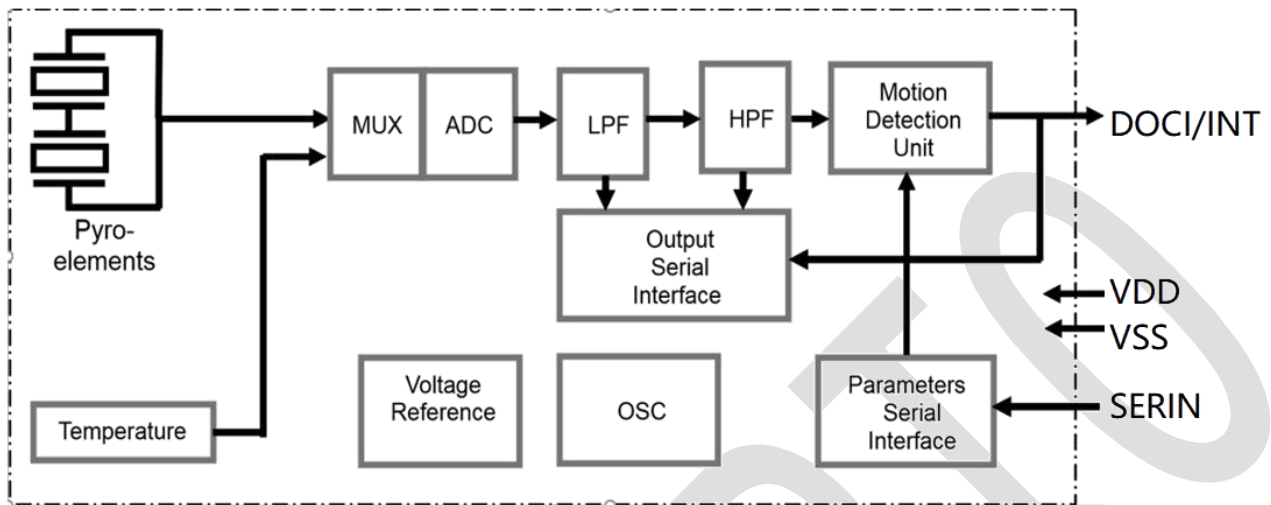 Pyro-
elements
MUX
ADC
LPF
HPF
Motion
Detection
Unit
DOCI/INT
Output
Serial
Interface
VDD
VSS
Temperature
Voltage
Reference
OSC
Parameters
Serial
Interface
SERIN